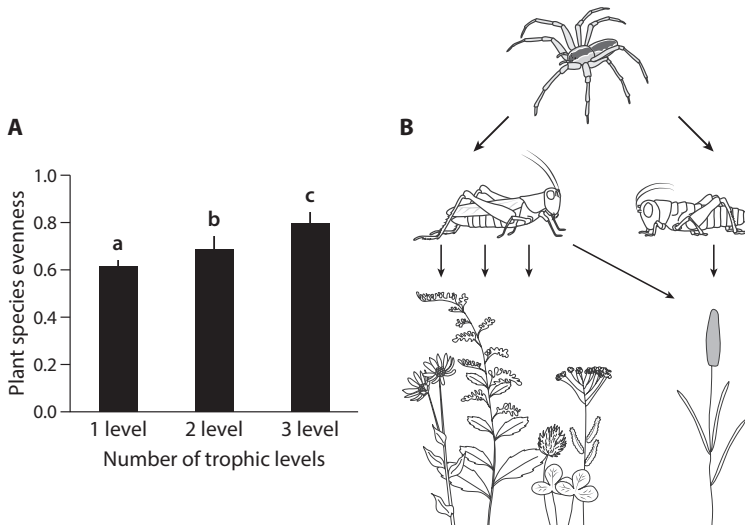 A
B
Plant species evenness
1.0
0.8
0.6
0.4
0.2
0.0
a
b
c
1 level
2 level
3 level
Number of trophic levels